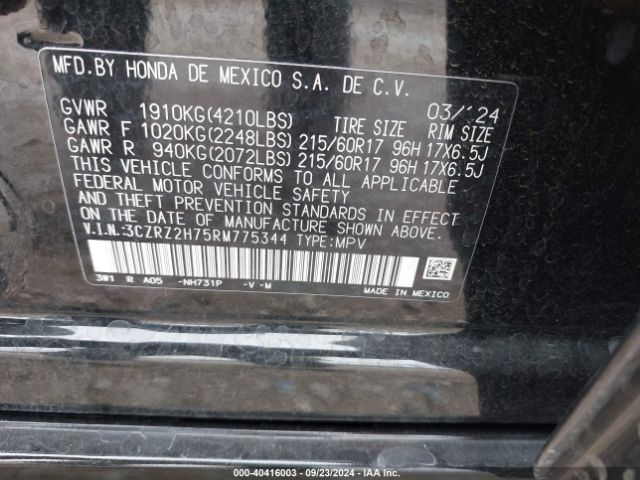 MFD.BY HONDA DE MEXICO S.A. DE C.V.
03/'24
GVWR 1910KG(4210LBS) TIRE SIZE RIM SIZE
GAWR F 1020KG(2248LBS) 215/60R17 96H 17X6.5J
GAWR R 940KG(2072LBS) 215/60R17 96H 17X6.5J
THIS VEHICLE CONFORMS TO ALL APPLICABLE
FEDERAL MOTOR VEHICLE SAFETY
AND THEFT PREVENTION STANDARDS IN EFFECT
ON THE DATE OF MANUFACTURE SHOWN ABOVE.
V.I.N.:3CZRZ2H75RM775344 TYPE:MPV
3W1 R A05 -NH731P -V -M
MADE IN MEXICO
000-40416003 - 09/23/2024 - IAA Inc.